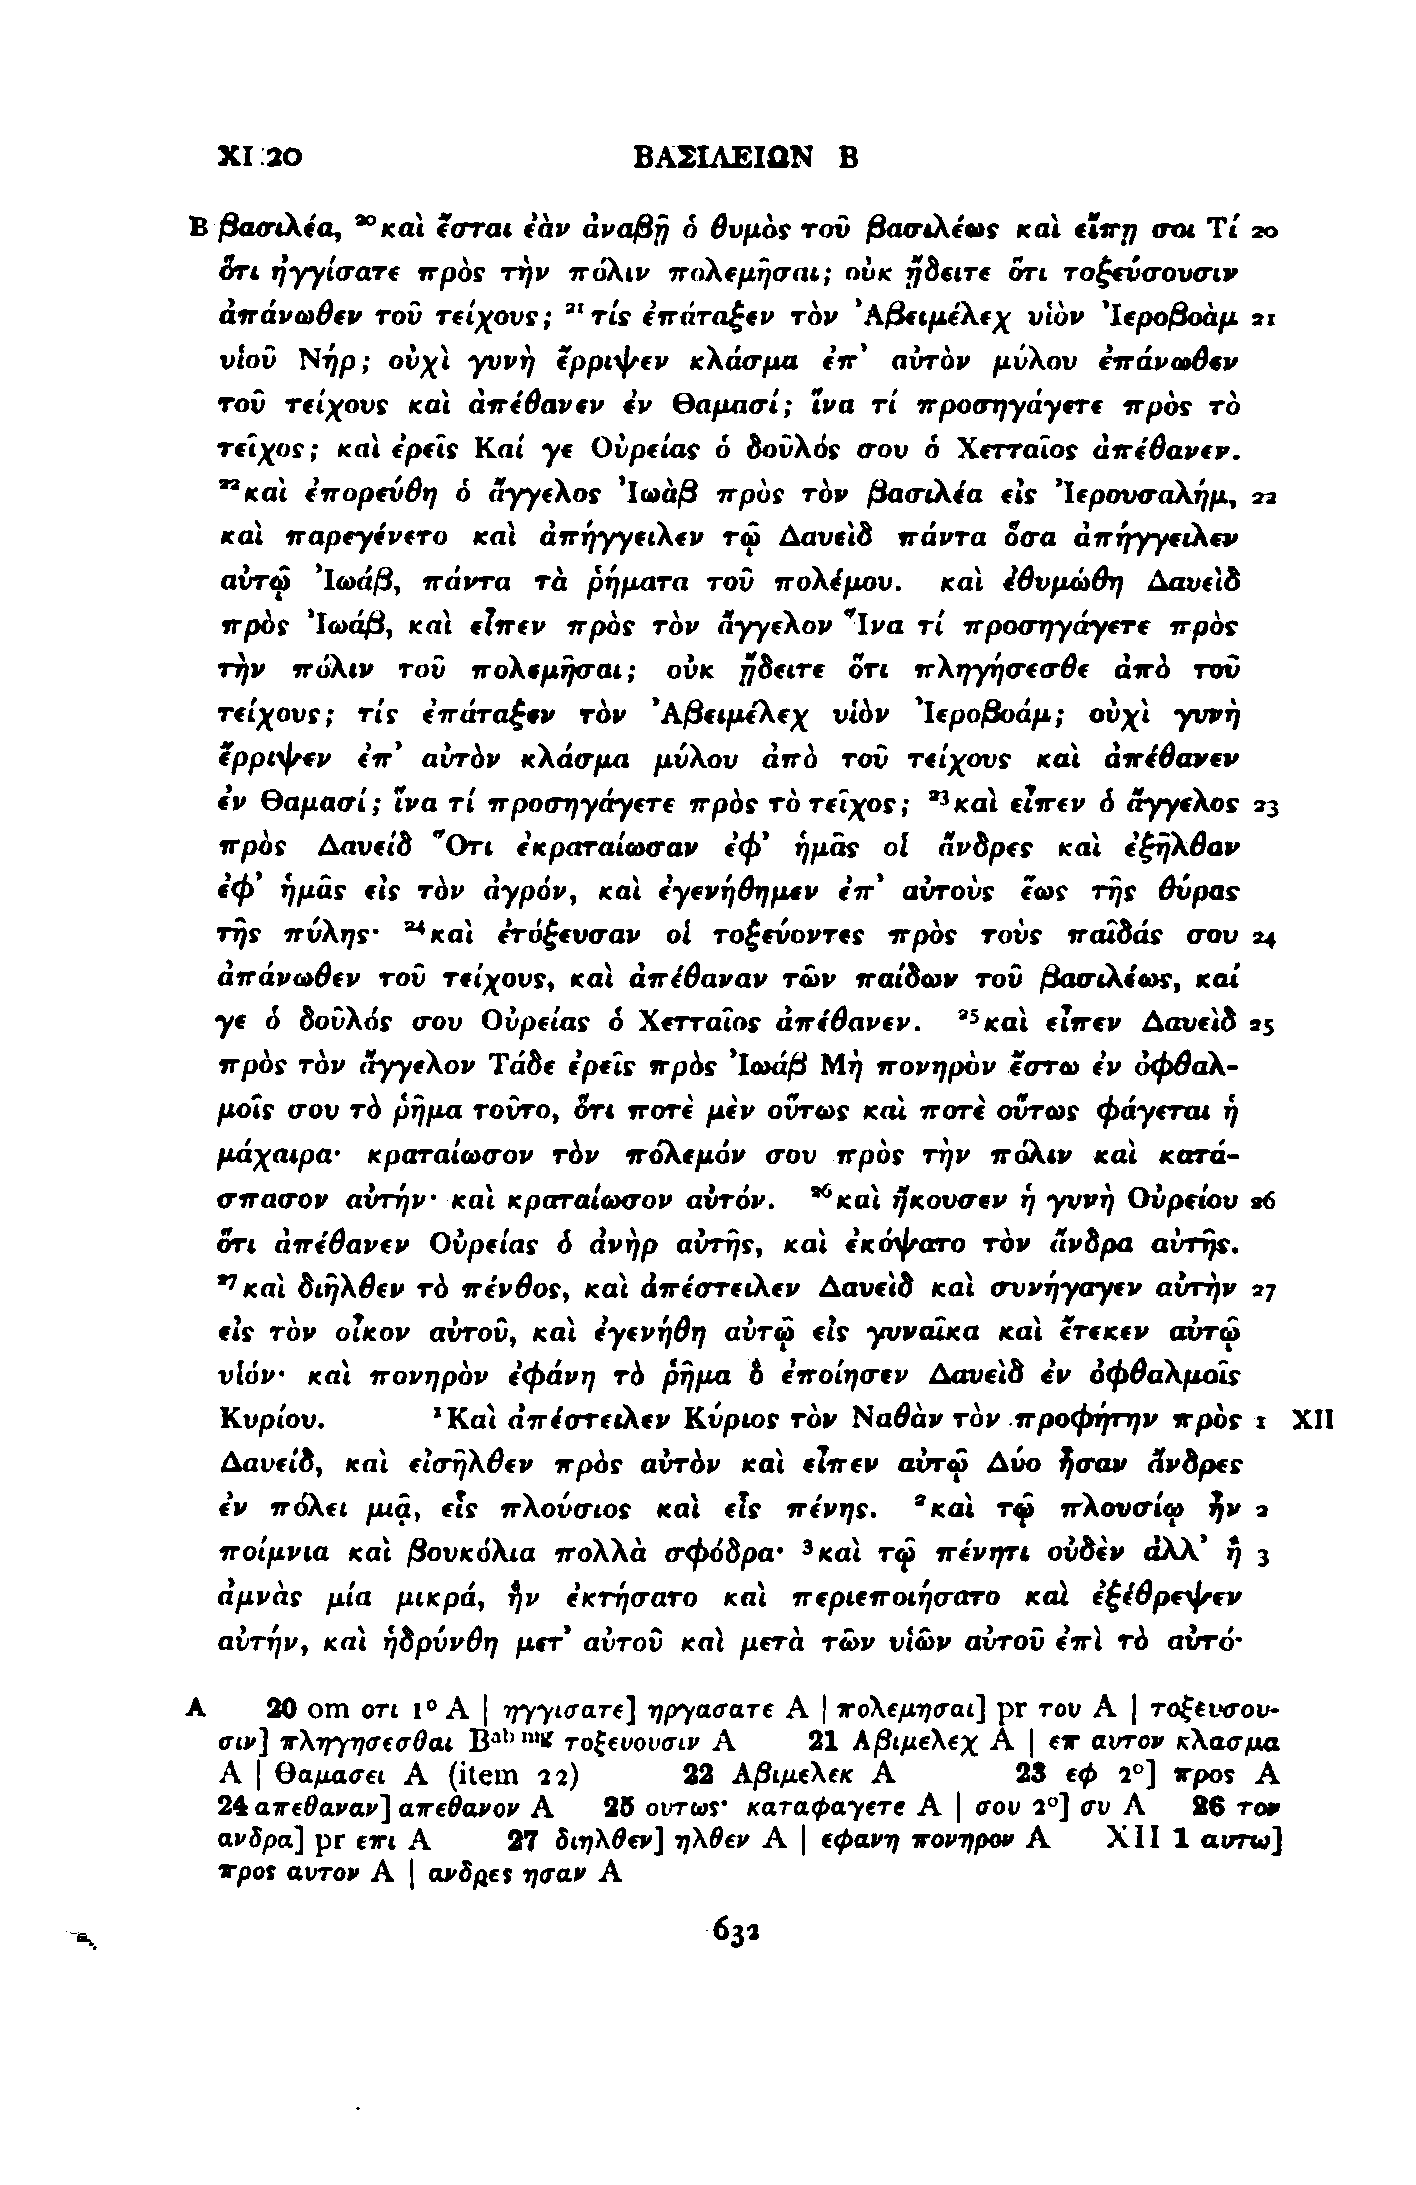 XI 20 ΒΑΣΙΛΕΙΩΝ Β
B βασιλέα, ²⁰καὶ ἔσται ἐὰν ἀναβῇ ὁ θυμὸς τοῦ βασιλέως καὶ εἴπῃ σοι Τί 20
ὅτι ἠγγίσατε πρὸς τὴν πόλιν πολεμῆσαι; οὐκ ᾔδειτε ὅτι τοξεύσουσιν
ἀπάνωθεν τοῦ τείχους; ²¹τίς ἐπάταξεν τὸν Ἀβειμέλεχ υἱὸν Ἰεροβοὰμ 21
υἱοῦ Νήρ; οὐχὶ γυνὴ ἔρριψεν κλάσμα ἐπ᾽ αὐτὸν μύλου ἐπάνωθεν
τοῦ τείχους καὶ ἀπέθανεν ἐν Θαμασί; ἵνα τί προσηγάγετε πρὸς τὸ
τεῖχος; καὶ ἐρεῖς Καί γε Οὐρείας ὁ δοῦλός σου ὁ Χετταῖος ἀπέθανεν.
²²καὶ ἐπορεύθη ὁ ἄγγελος Ἰωὰβ πρὸς τὸν βασιλέα εἰς Ἰερουσαλήμ, 22
καὶ παρεγένετο καὶ ἀπήγγειλεν τῷ Δαυεὶδ πάντα ὅσα ἀπήγγειλεν
αὐτῷ Ἰωάβ, πάντα τὰ ῥήματα τοῦ πολέμου. καὶ ἐθυμώθη Δαυεὶδ
πρὸς Ἰωάβ, καὶ εἶπεν πρὸς τὸν ἄγγελον Ἵνα τί προσηγάγετε πρὸς
τὴν πόλιν τοῦ πολεμῆσαι; οὐκ ᾔδειτε ὅτι πληγήσεσθε ἀπὸ τοῦ
τείχους; τίς ἐπάταξεν τὸν Ἀβειμέλεχ υἱὸν Ἰεροβοάμ; οὐχὶ γυνὴ
ἔρριψεν ἐπ᾽ αὐτὸν κλάσμα μύλου ἀπὸ τοῦ τείχους καὶ ἀπέθανεν
ἐν Θαμασί; ἵνα τί προσηγάγετε πρὸς τὸ τεῖχος; ²³καὶ εἶπεν ὁ ἄγγελος 23
πρὸς Δαυείδ Ὅτι ἐκραταίωσαν ἐφ᾽ ἡμᾶς οἱ ἄνδρες καὶ ἐξῆλθαν
ἐφ᾽ ἡμᾶς εἰς τὸν ἀγρόν, καὶ ἐγενήθημεν ἐπ᾽ αὐτοὺς ἕως τῆς θύρας
τῆς πύλης· ²⁴καὶ ἐτόξευσαν οἱ τοξεύοντες πρὸς τοὺς παῖδάς σου 24
ἀπάνωθεν τοῦ τείχους, καὶ ἀπέθαναν τῶν παίδων τοῦ βασιλέως, καί
γε ὁ δοῦλός σου Οὐρείας ὁ Χετταῖος ἀπέθανεν. ²⁵καὶ εἶπεν Δαυεὶδ 25
πρὸς τὸν ἄγγελον Τάδε ἐρεῖς πρὸς Ἰωάβ Μὴ πονηρὸν ἔστω ἐν ὀφθαλ-
μοῖς σου τὸ ῥῆμα τοῦτο, ὅτι ποτὲ μὲν οὕτως καὶ ποτὲ οὕτως φάγεται ἡ
μάχαιρα· κραταίωσον τὸν πόλεμόν σου πρὸς τὴν πόλιν καὶ κατά-
σπασον αὐτήν· καὶ κραταίωσον αὐτόν. ²⁶καὶ ἤκουσεν ἡ γυνὴ Οὐρείου 26
ὅτι ἀπέθανεν Οὐρείας ὁ ἀνὴρ αὐτῆς, καὶ ἐκόψατο τὸν ἄνδρα αὐτῆς.
²⁷καὶ διῆλθεν τὸ πένθος, καὶ ἀπέστειλεν Δαυεὶδ καὶ συνήγαγεν αὐτὴν 27
εἰς τὸν οἶκον αὐτοῦ, καὶ ἐγενήθη αὐτῷ εἰς γυναῖκα καὶ ἔτεκεν αὐτῷ
υἱόν· καὶ πονηρὸν ἐφάνη τὸ ῥῆμα ὃ ἐποίησεν Δαυεὶδ ἐν ὀφθαλμοῖς
Κυρίου. ¹Καὶ ἀπέστειλεν Κύριος τὸν Ναθὰν τὸν προφήτην πρὸς 1 XII
Δαυείδ, καὶ εἰσῆλθεν πρὸς αὐτὸν καὶ εἶπεν αὐτῷ Δύο ἦσαν ἄνδρες
ἐν πόλει μιᾷ, εἷς πλούσιος καὶ εἷς πένης. ²καὶ τῷ πλουσίῳ ἦν 2
ποίμνια καὶ βουκόλια πολλὰ σφόδρα· ³καὶ τῷ πένητι οὐδὲν ἀλλ᾽ ἢ 3
ἀμνὰς μία μικρά, ἣν ἐκτήσατο καὶ περιεποιήσατο καὶ ἐξέθρεψεν
αὐτήν, καὶ ἡδρύνθη μετ᾽ αὐτοῦ καὶ μετὰ τῶν υἱῶν αὐτοῦ ἐπὶ τὸ αὐτό·
A 20 om οτι 1° A | ηγγισατε] ηργασατε A | πολεμησαι] pr του A | τοξευσου-
σιν] πληγησεσθαι Bᵃᵇ ᵐᵍ τοξευουσιν A 21 Αβιμελεχ A | επ αυτον κλασμα
A | Θαμασει A (item 22) 22 Αβιμελεκ A 23 εφ 2°] προς A
24 απεθαναν] απεθανον A 25 ουτως· καταφαγετε A | σου 2°] συ A 26 τον
ανδρα] pr επι A 27 διηλθεν] ηλθεν A | εφανη πονηρον A XII 1 αυτω]
προς αυτον A | ανδρες ησαν A
632